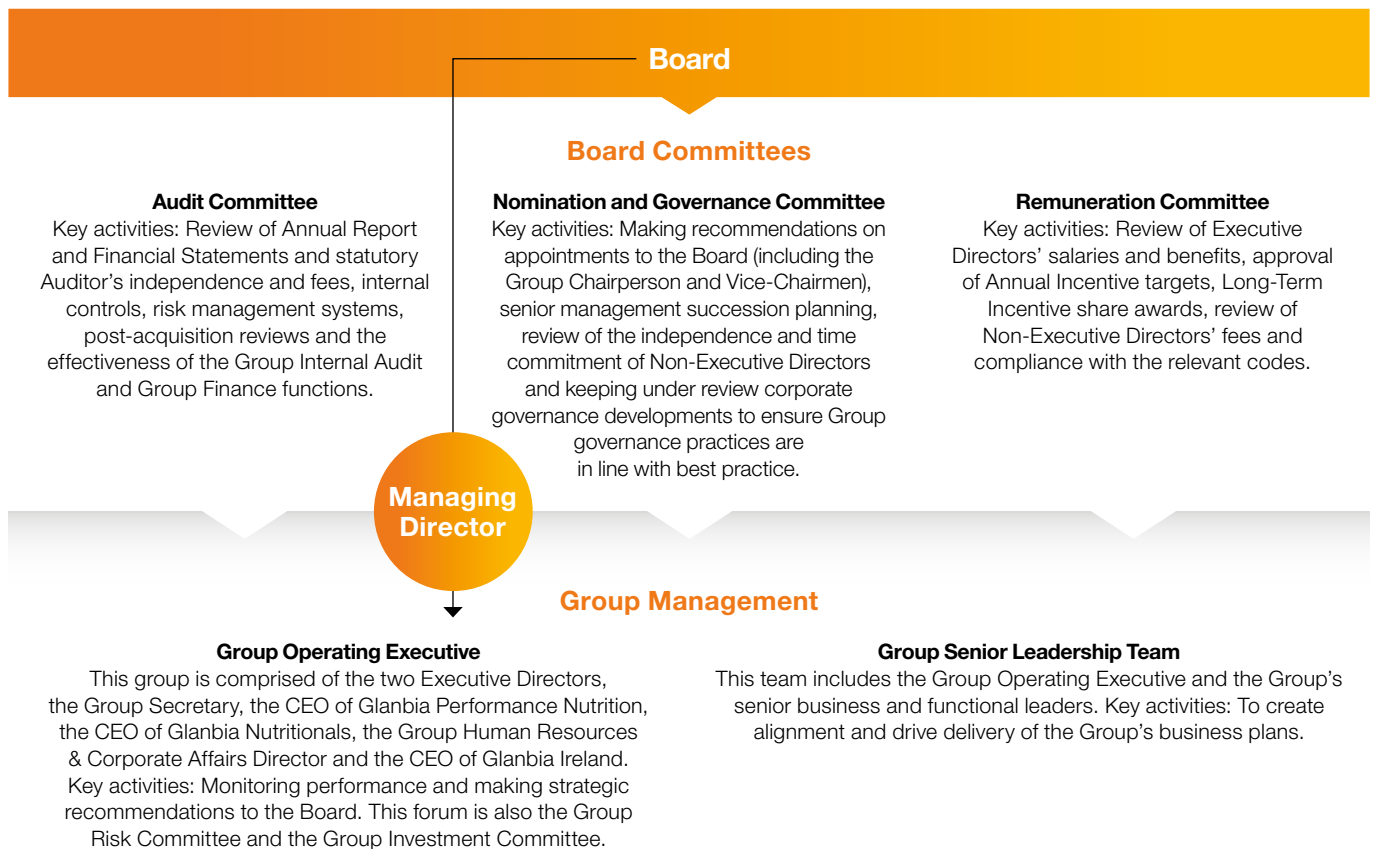 Board
Board Committees
Audit Committee
Key activities: Review of Annual Report
and Financial Statements and statutory
Auditor’s independence and fees, internal
controls, risk management systems,
post-acquisition reviews and the
effectiveness of the Group Internal Audit
and Group Finance functions.
Nomination and Governance Committee
Key activities: Making recommendations on
appointments to the Board (including the
Group Chairperson and Vice-Chairmen),
senior management succession planning,
review of the independence and time
commitment of Non-Executive Directors
and keeping under review corporate
governance developments to ensure Group
governance practices are
in line with best practice.
Remuneration Committee
Key activities: Review of Executive
Directors’ salaries and benefits, approval
of Annual Incentive targets, Long-Term
Incentive share awards, review of
Non-Executive Directors’ fees and
compliance with the relevant codes.
Managing
Director
Group Management
Group Operating Executive
This group is comprised of the two Executive Directors,
the Group Secretary, the CEO of Glanbia Performance Nutrition,
the CEO of Glanbia Nutritionals, the Group Human Resources
& Corporate Affairs Director and the CEO of Glanbia Ireland.
Key activities: Monitoring performance and making strategic
recommendations to the Board. This forum is also the Group
Risk Committee and the Group Investment Committee.
Group Senior Leadership Team
This team includes the Group Operating Executive and the Group’s
senior business and functional leaders. Key activities: To create
alignment and drive delivery of the Group’s business plans.